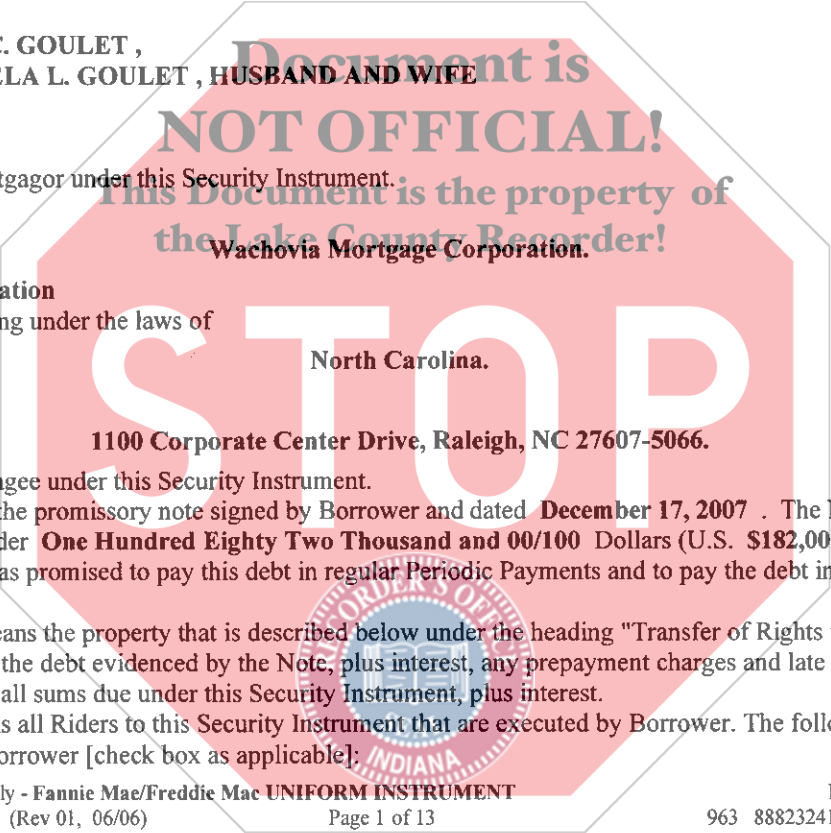 C. GOULET ,
ELA L. GOULET , HUSBAND AND WIFE
Document is
NOT OFFICIAL!
tgagor under this Security Instrument.
This Document is the property of
the Lake County Recorder!
Wachovia Mortgage Corporation.
ation
ng under the laws of
STOP
North Carolina.
1100 Corporate Center Drive, Raleigh, NC 27607-5066.
gee under this Security Instrument.
the promissory note signed by Borrower and dated December 17, 2007 . The
der One Hundred Eighty Two Thousand and 00/100 Dollars (U.S. $182,00
as promised to pay this debt in regular Periodic Payments and to pay the debt in
RECORDER'S OFFICE
eans the property that is described below under the heading "Transfer of Rights
the debt evidenced by the Note, plus interest, any prepayment charges and late
all sums due under this Security Instrument, plus interest.
s all Riders to this Security Instrument that are executed by Borrower. The follo
orrower [check box as applicable]:
INDIANA
ly - Fannie Mae/Freddie Mac UNIFORM INSTRUMENT
(Rev 01, 06/06) Page 1 of 13 963 8882324